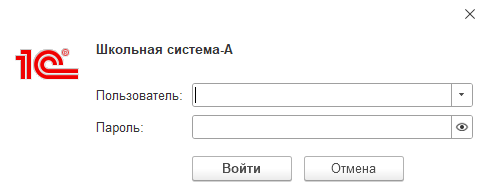 1С®
Школьная система-А
Пользователь:
Пароль:
Войти
Отмена